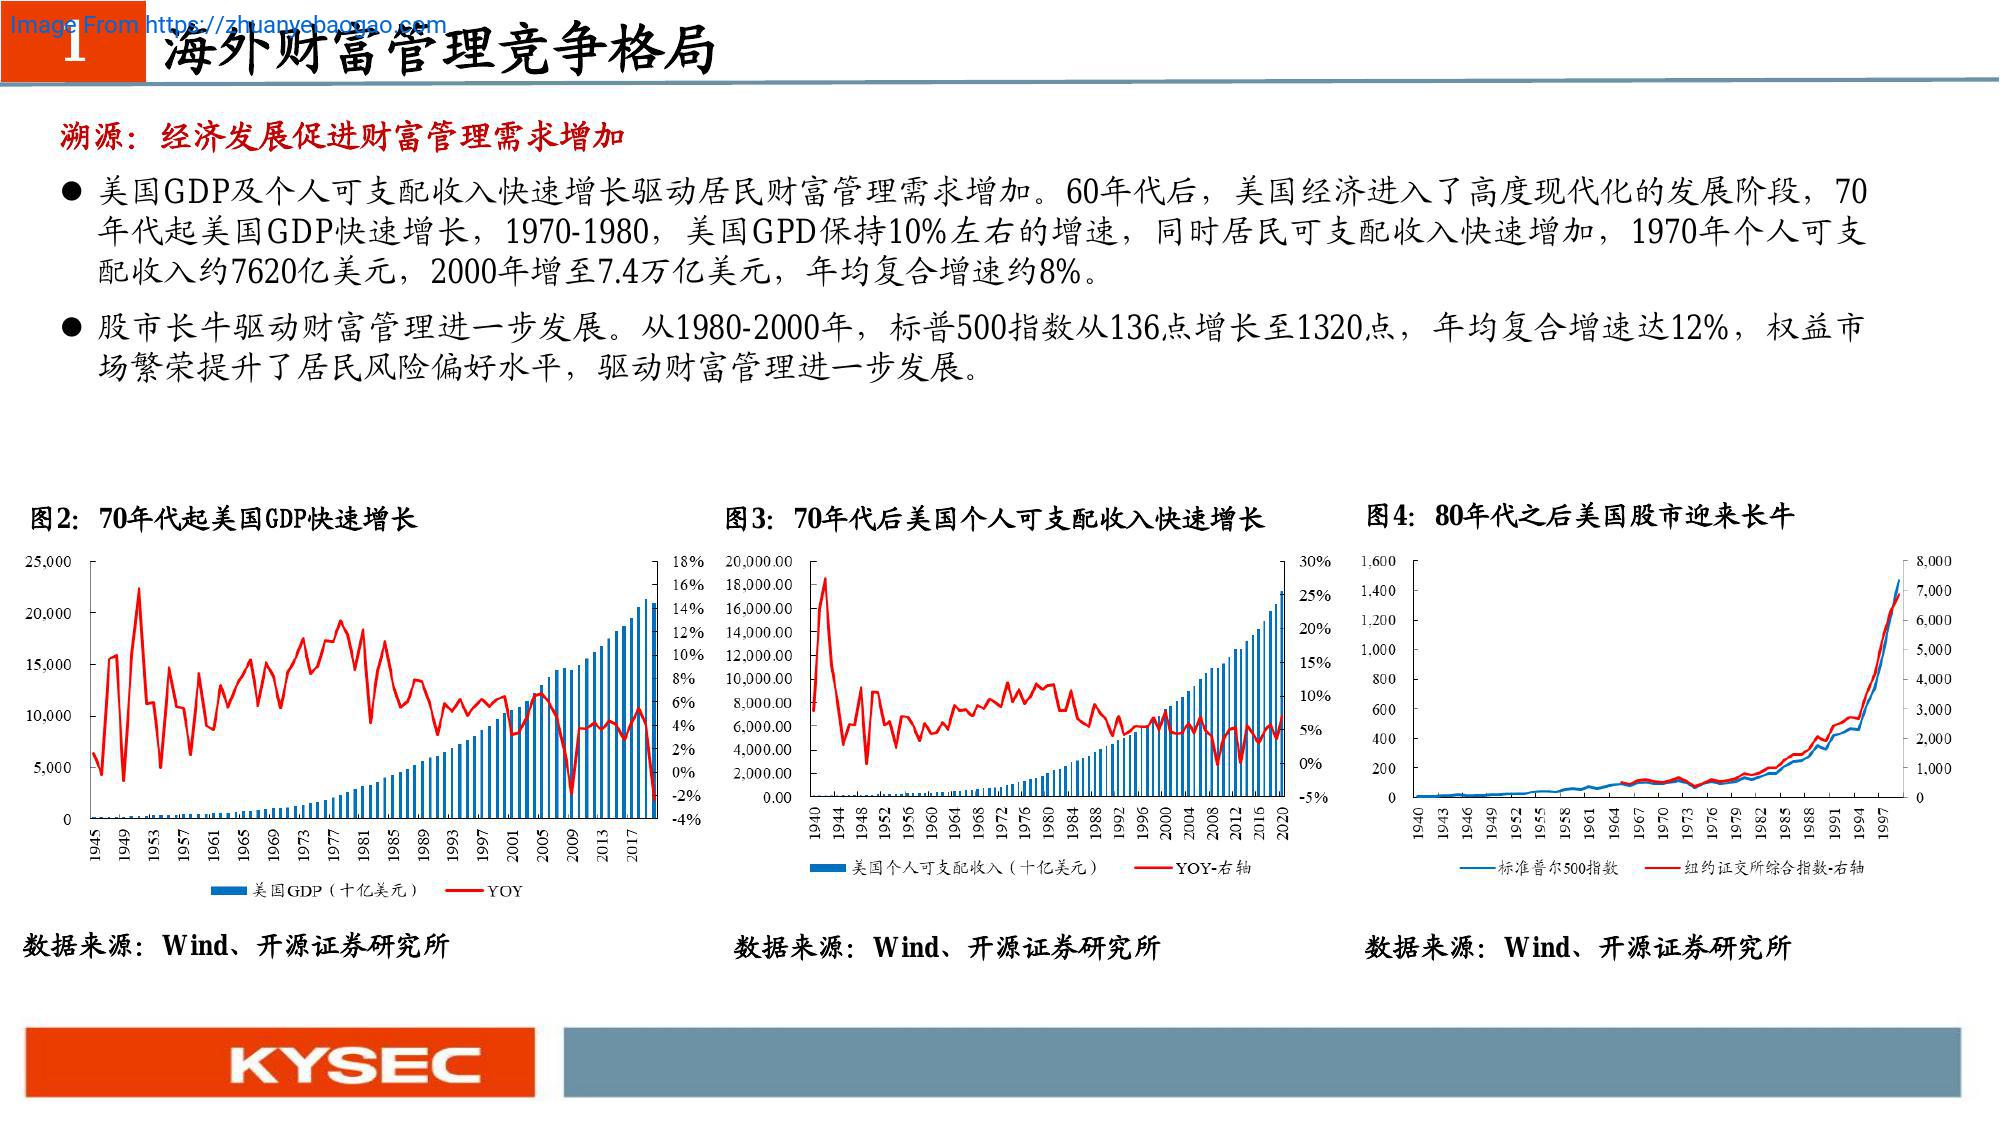 Image From https://zhuanyebaogao.com
1
海外财富管理竞争格局
溯源：经济发展促进财富管理需求增加
● 美国GDP及个人可支配收入快速增长驱动居民财富管理需求增加。60年代后，美国经济进入了高度现代化的发展阶段，70
年代起美国GDP快速增长，1970-1980，美国GPD保持10%左右的增速，同时居民可支配收入快速增加，1970年个人可支
配收入约7620亿美元，2000年增至7.4万亿美元，年均复合增速约8%。
● 股市长牛驱动财富管理进一步发展。从1980-2000年，标普500指数从136点增长至1320点，年均复合增速达12%，权益市
场繁荣提升了居民风险偏好水平，驱动财富管理进一步发展。
图2：70年代起美国GDP快速增长
25,000
20,000
15,000
10,000
5,000
0
18%
16%
14%
12%
10%
8%
6%
4%
2%
0%
-2%
-4%
1945 1949 1953 1957 1961 1965 1969 1973 1977 1981 1985 1989 1993 1997 2001 2005 2009 2013 2017
美国GDP（十亿美元） YOY
数据来源：Wind、开源证券研究所
图3：70年代后美国个人可支配收入快速增长
20,000.00
18,000.00
16,000.00
14,000.00
12,000.00
10,000.00
8,000.00
6,000.00
4,000.00
2,000.00
0.00
30%
25%
20%
15%
10%
5%
0%
-5%
1940 1944 1948 1952 1956 1960 1964 1968 1972 1976 1980 1984 1988 1992 1996 2000 2004 2008 2012 2016 2020
美国个人可支配收入（十亿美元） YOY-右轴
数据来源：Wind、开源证券研究所
图4：80年代之后美国股市迎来长牛
1,600
1,400
1,200
1,000
800
600
400
200
0
8,000
7,000
6,000
5,000
4,000
3,000
2,000
1,000
0
1940 1943 1946 1949 1952 1955 1958 1961 1964 1967 1970 1973 1976 1979 1982 1985 1988 1991 1994 1997
标准普尔500指数 纽约证交所综合指数-右轴
数据来源：Wind、开源证券研究所
KYSEC